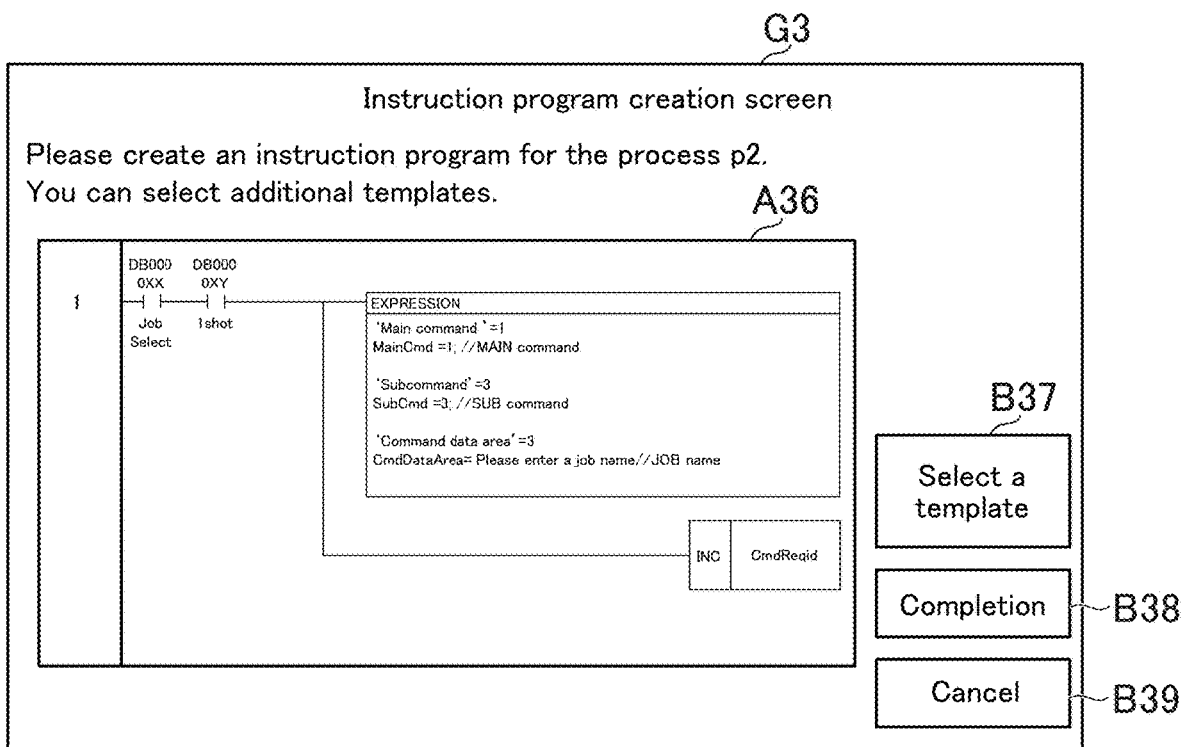 G3
Instruction program creation screen
Please create an instruction program for the process p2.
You can select additional templates.
A36
DB000 DB000
0XX 0XY
1
Job 1shot
Select
EXPRESSION
'Main command '=1
MainCmd =1; //MAIN command
'Subcommand'=3
SubCmd =3; //SUB command
'Command data area'=3
CmdDataArea= Please enter a job name//JOB name
INC CmdReqid
B37
Select a
template
Completion
B38
Cancel
B39